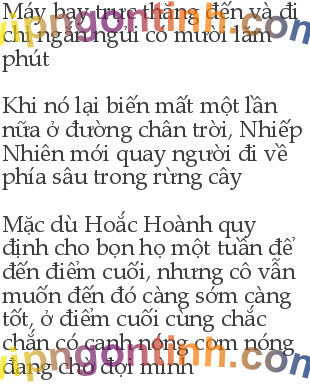 Máy bay trực thăng đến và đi
chỉ ngắn ngủi có mười lăm
phút
Khi nó lại biến mất một lần
nữa ở đường chân trời, Nhiếp
Nhiên mới quay người đi về
phía sâu trong rừng cây
Mặc dù Hoắc Hoành quy
định cho bọn họ một tuần để
đến điểm cuối, nhưng cô vẫn
muốn đến đó càng sớm càng
tốt, ở điểm cuối cùng chắc
chắn có canh nóng cơm nóng
đang chờ đợi mình
vipngontinh.com
vipngontinh.com